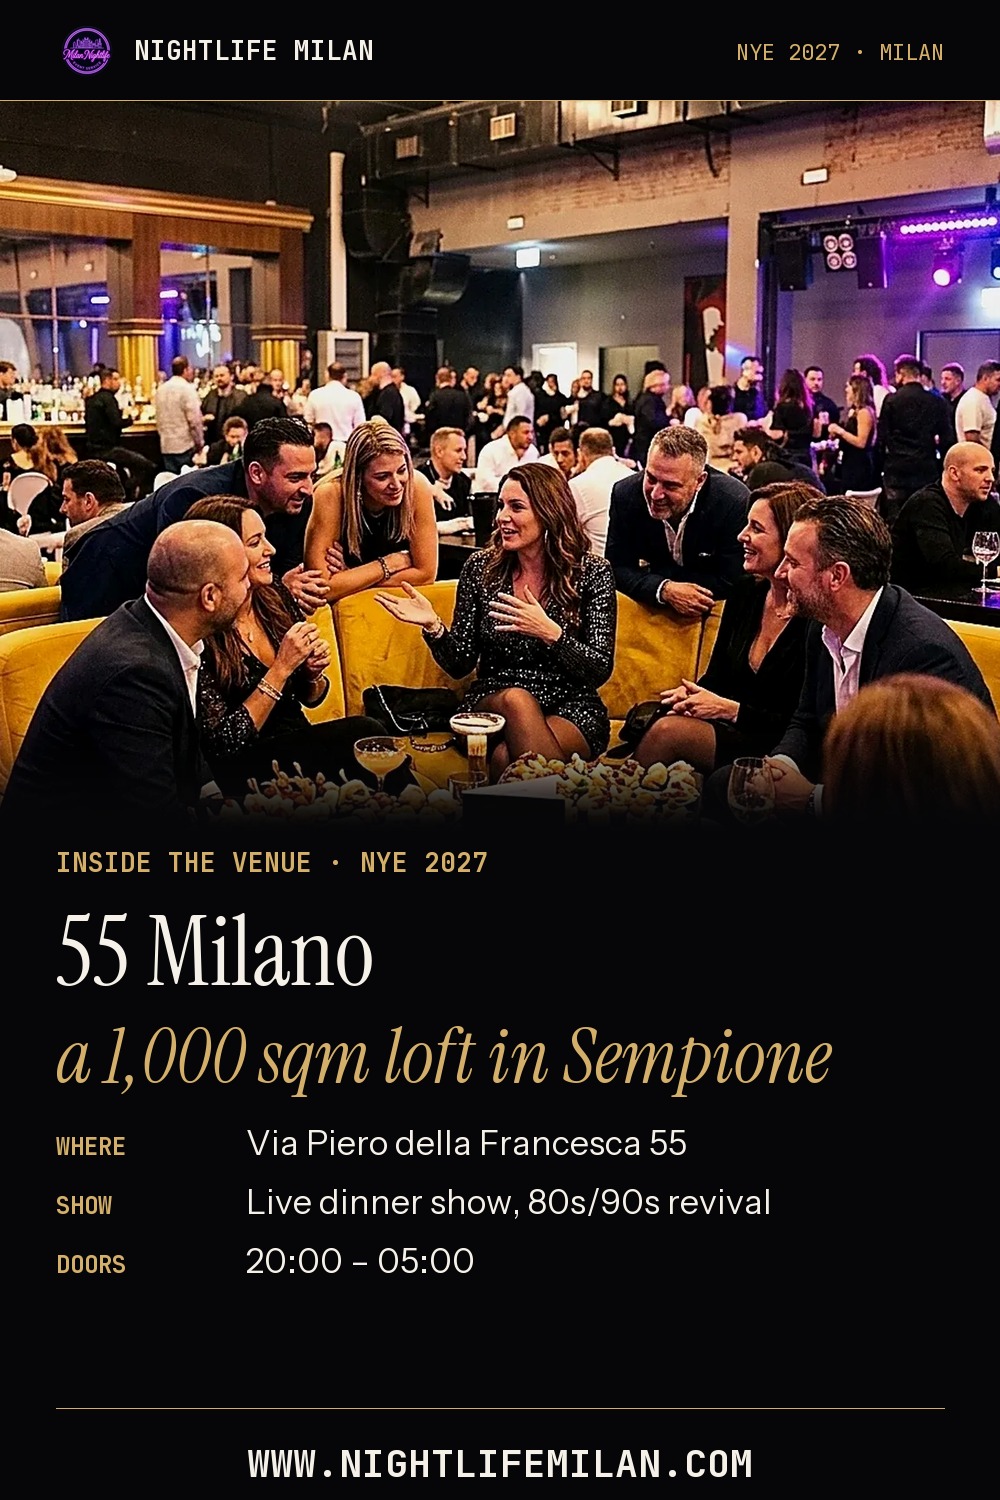 Milan Nightlife
NIGHTLIFE MILAN
NYE 2027 · MILAN
INSIDE THE VENUE · NYE 2027
55 Milano
a 1,000 sqm loft in Sempione
WHERE Via Piero della Francesca 55
SHOW Live dinner show, 80s/90s revival
DOORS 20:00 – 05:00
WWW.NIGHTLIFEMILAN.COM